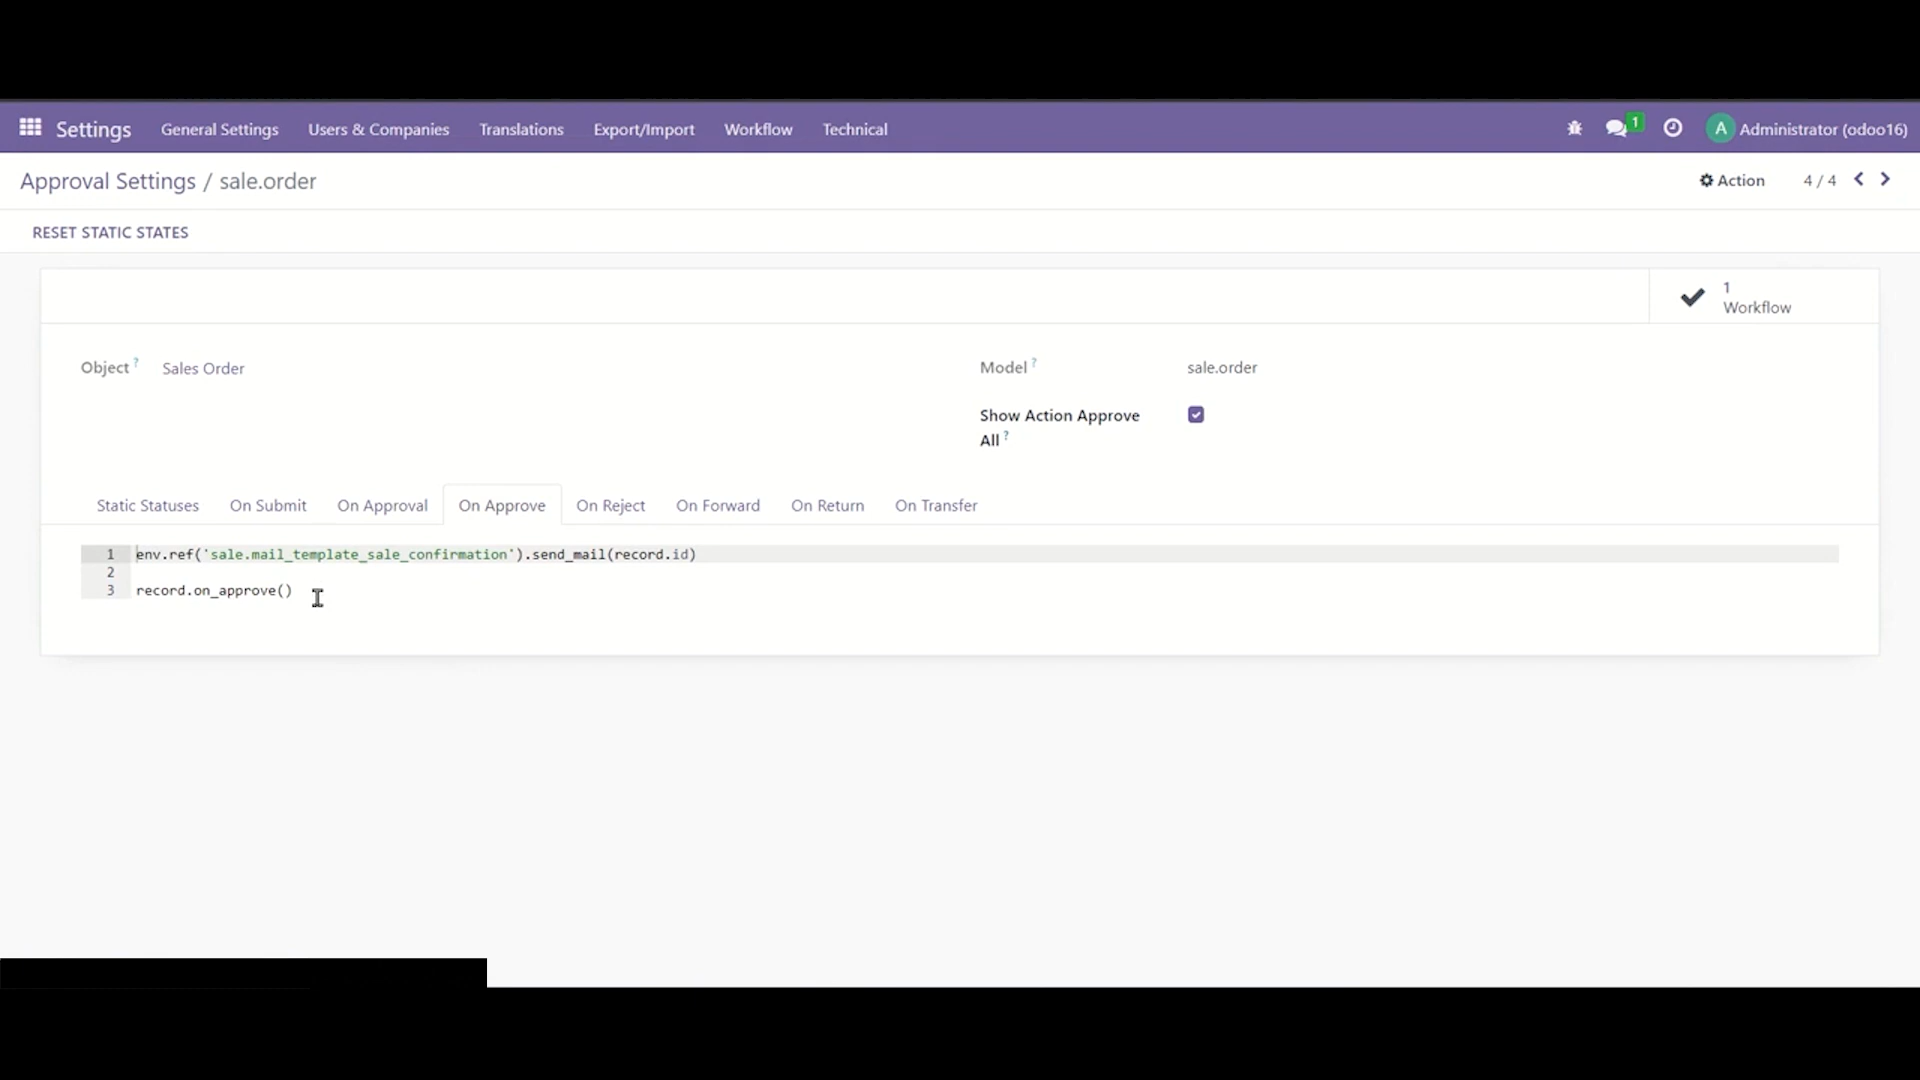 Settings General Settings Users & Companies Translations Export/Import Workflow Technical 1 A Administrator (odoo16)
Approval Settings / sale.order Action 4 / 4
RESET STATIC STATES
1
Workflow
Object ? Sales Order Model ? sale.order
Show Action Approve
All ?
Static Statuses On Submit On Approval On Approve On Reject On Forward On Return On Transfer
1 env.ref('sale.mail_template_sale_confirmation').send_mail(record.id)
2
3 record.on_approve()